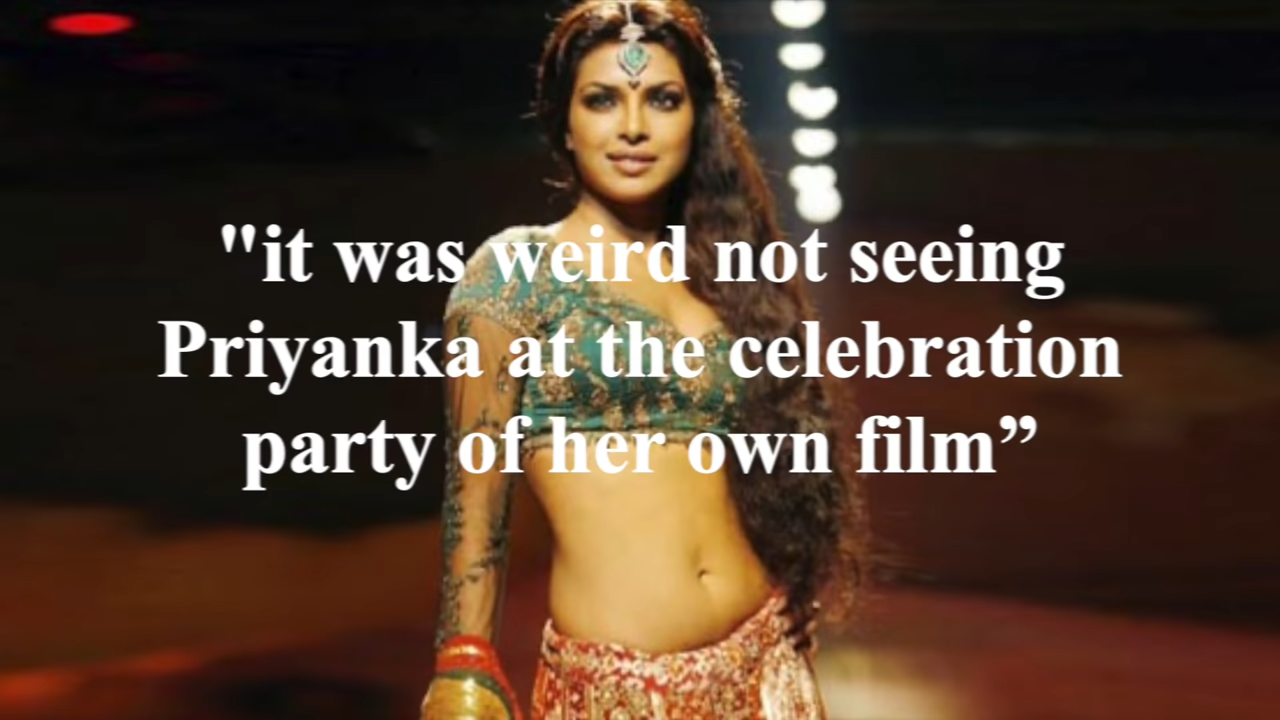 "it was weird not seeing
Priyanka at the celebration
party of her own film”